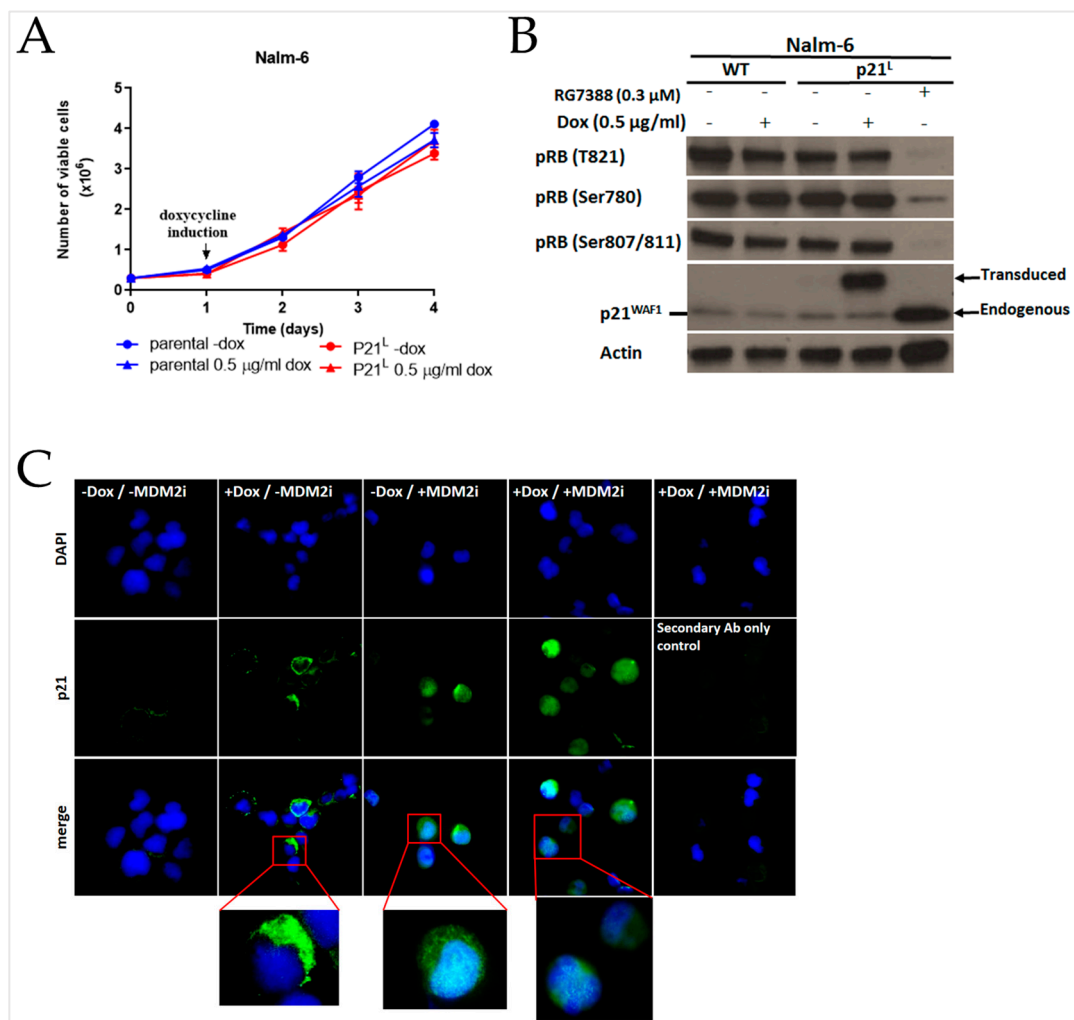 A
Nalm-6
Number of viable cells
(x10⁶)
5
4
3
2
1
0
doxycycline
induction
0 1 2 3 4
Time (days)
parental -dox
P21ᴸ -dox
parental 0.5 µg/ml dox
P21ᴸ 0.5 µg/ml dox
B
Nalm-6
WT p21ᴸ
RG7388 (0.3 µM) - - - - +
Dox (0.5 µg/ml) - + - + -
pRB (T821)
pRB (Ser780)
pRB (Ser807/811)
Transduced
p21ᵂᴬᶠ¹
Endogenous
Actin
C
-Dox / -MDM2i +Dox / -MDM2i -Dox / +MDM2i +Dox / +MDM2i +Dox / +MDM2i
DAPI
Secondary Ab only
control
p21
merge